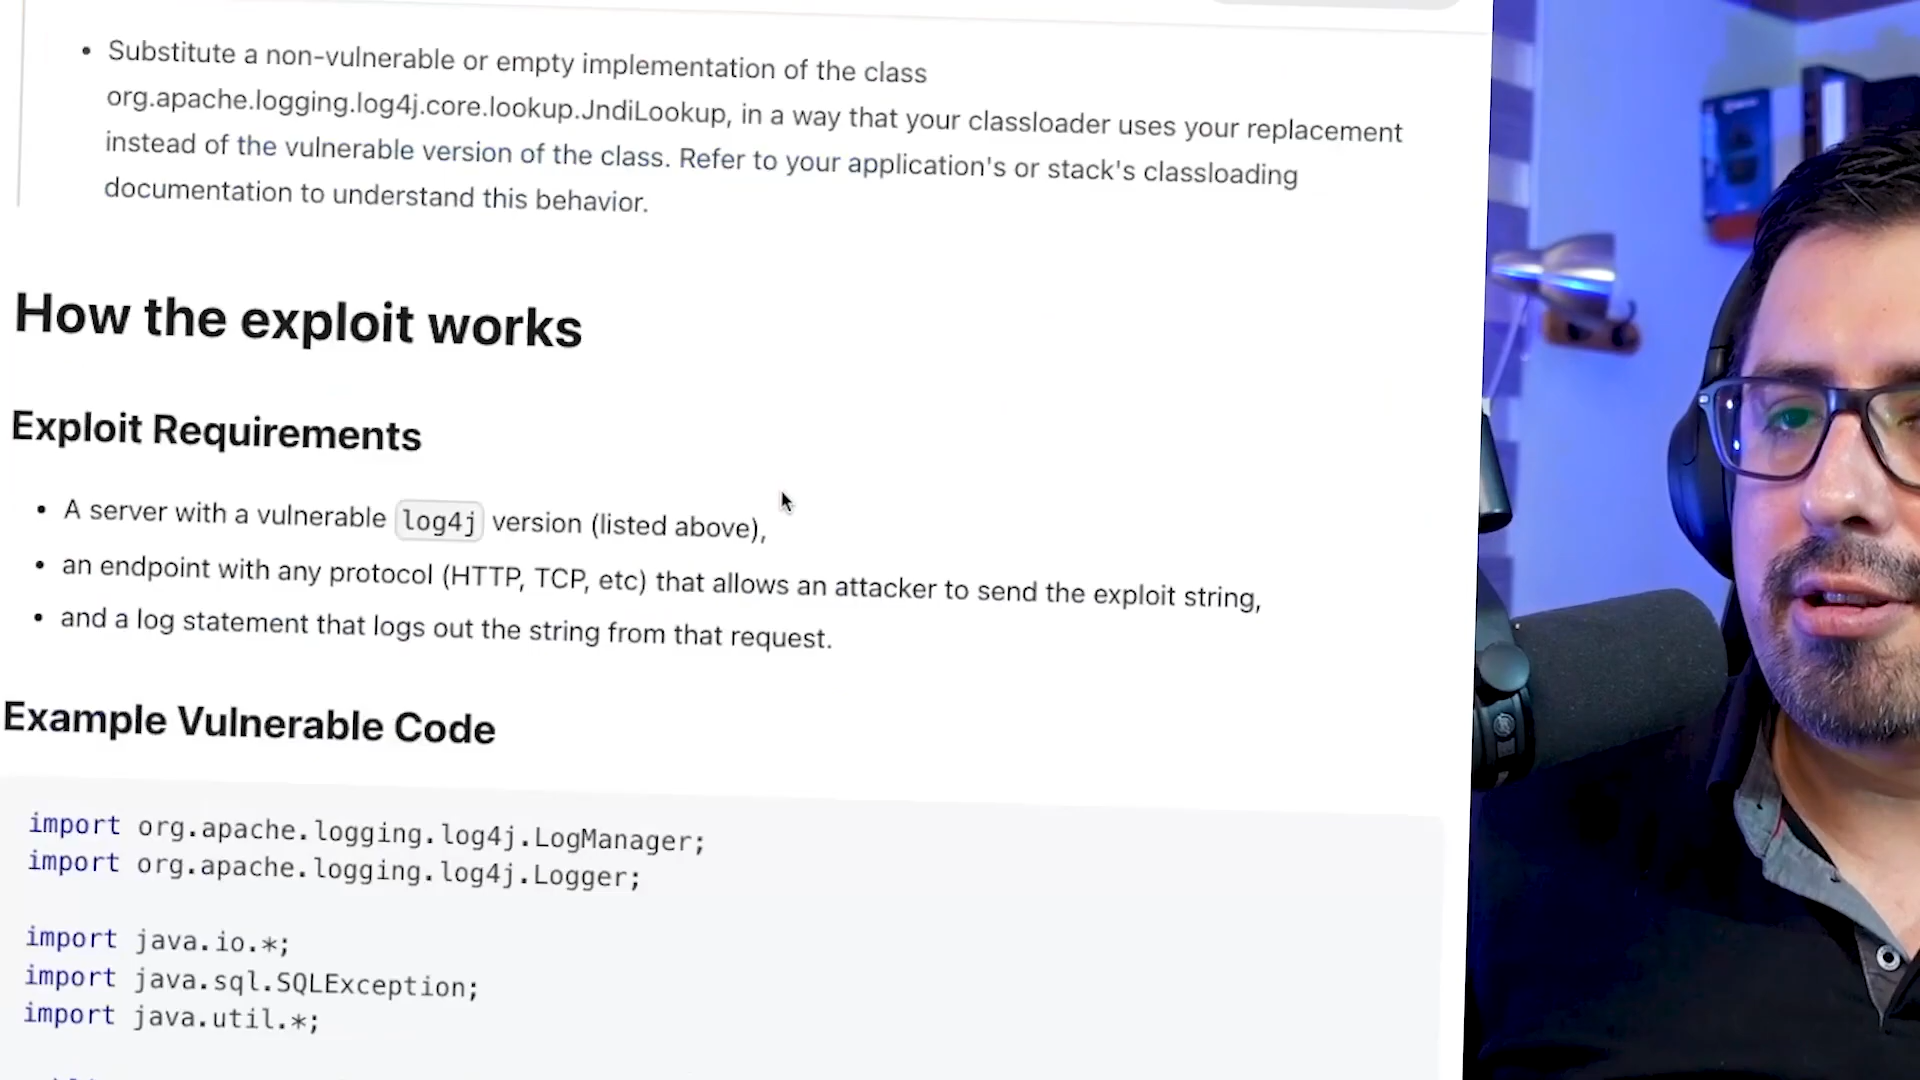 • Substitute a non-vulnerable or empty implementation of the class
org.apache.logging.log4j.core.lookup.JndiLookup, in a way that your classloader uses your replacement
instead of the vulnerable version of the class. Refer to your application's or stack's classloading
documentation to understand this behavior.
How the exploit works
Exploit Requirements
• A server with a vulnerable log4j version (listed above),
• an endpoint with any protocol (HTTP, TCP, etc) that allows an attacker to send the exploit string,
• and a log statement that logs out the string from that request.
Example Vulnerable Code
import org.apache.logging.log4j.LogManager;
import org.apache.logging.log4j.Logger;
import java.io.*;
import java.sql.SQLException;
import java.util.*;